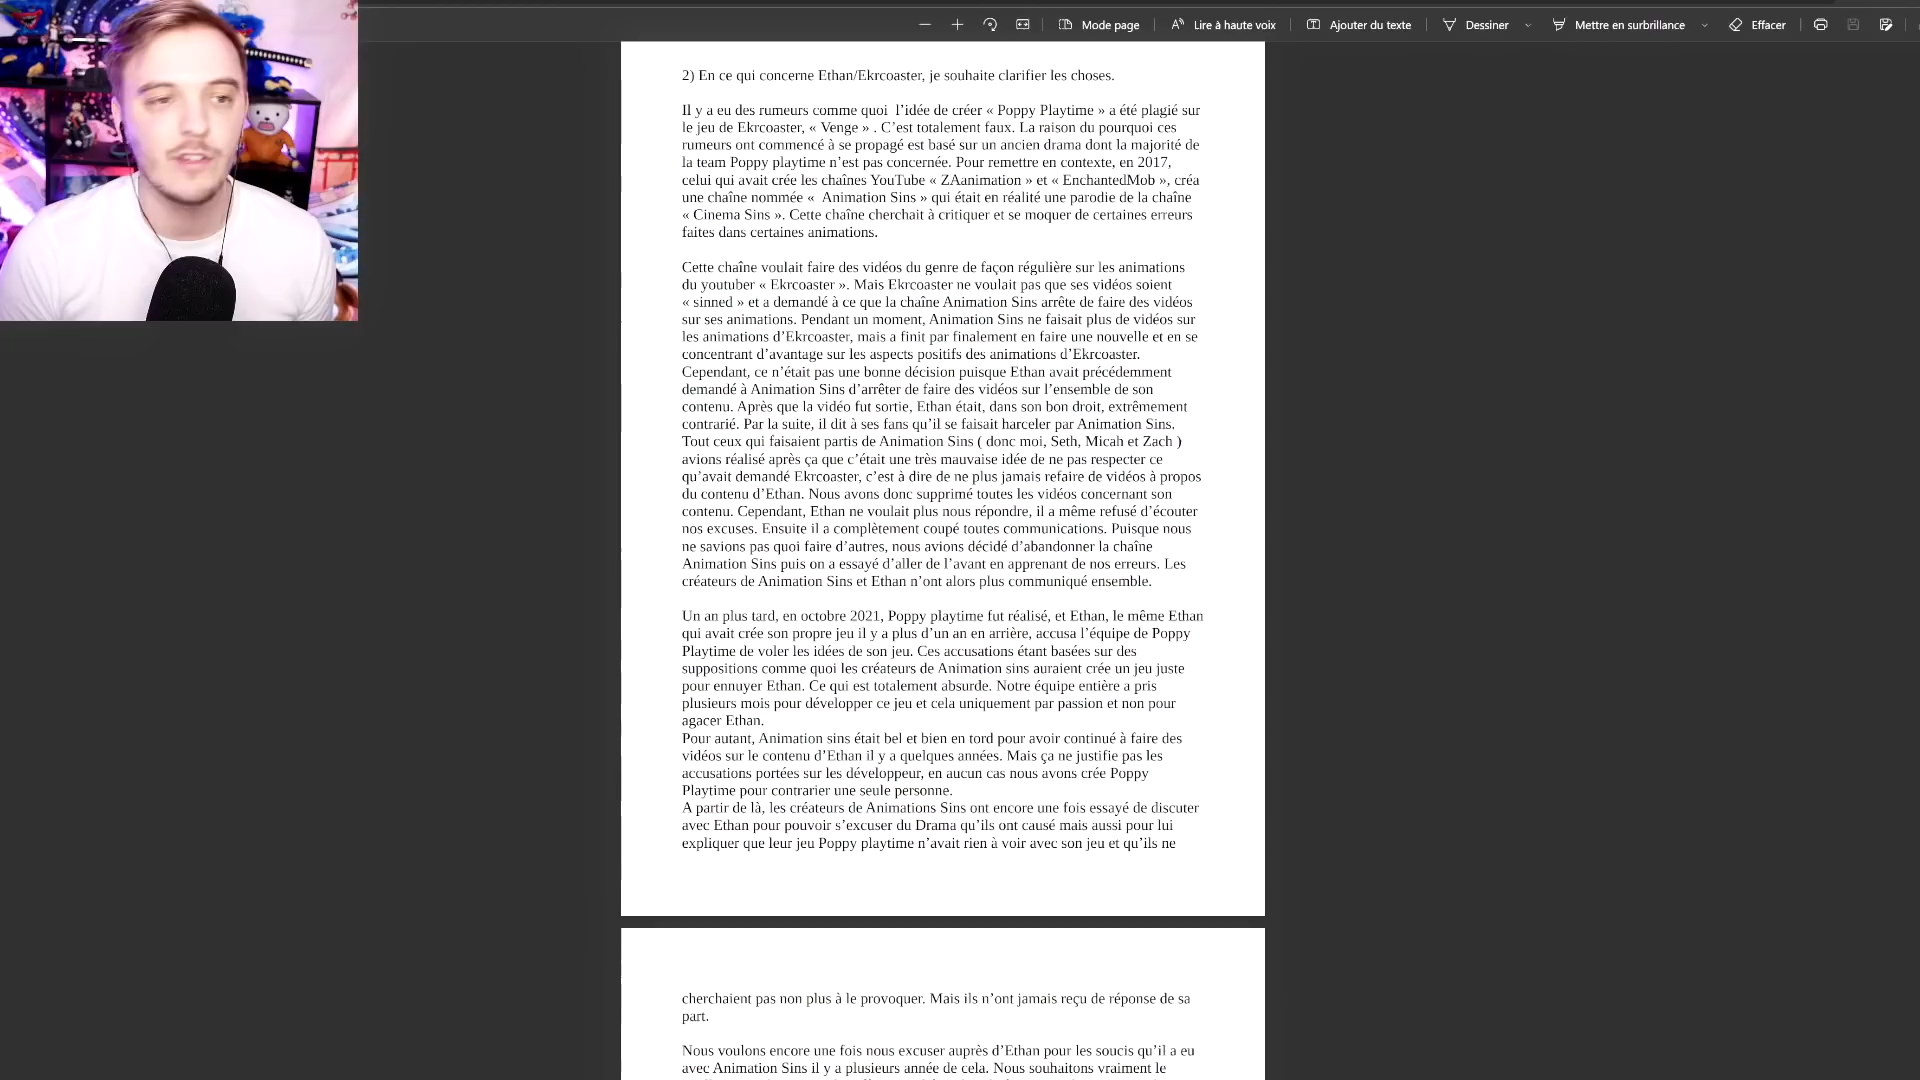 Mode page
Lire à haute voix
Ajouter du texte
Dessiner
Mettre en surbrillance
Effacer
2) En ce qui concerne Ethan/Ekrcoaster, je souhaite clarifier les choses.
Il y a eu des rumeurs comme quoi  l’idée de créer « Poppy Playtime » a été plagié sur
le jeu de Ekrcoaster, « Venge » . C’est totalement faux. La raison du pourquoi ces
rumeurs ont commencé à se propagé est basé sur un ancien drama dont la majorité de
la team Poppy playtime n’est pas concernée. Pour remettre en contexte, en 2017,
celui qui avait crée les chaînes YouTube « ZAanimation » et « EnchantedMob », créa
une chaîne nommée «  Animation Sins » qui était en réalité une parodie de la chaîne
« Cinema Sins ». Cette chaîne cherchait à critiquer et se moquer de certaines erreurs
faites dans certaines animations.
Cette chaîne voulait faire des vidéos du genre de façon régulière sur les animations
du youtuber « Ekrcoaster ». Mais Ekrcoaster ne voulait pas que ses vidéos soient
« sinned » et a demandé à ce que la chaîne Animation Sins arrête de faire des vidéos
sur ses animations. Pendant un moment, Animation Sins ne faisait plus de vidéos sur
les animations d’Ekrcoaster, mais a finit par finalement en faire une nouvelle et en se
concentrant d’avantage sur les aspects positifs des animations d’Ekrcoaster.
Cependant, ce n’était pas une bonne décision puisque Ethan avait précédemment
demandé à Animation Sins d’arrêter de faire des vidéos sur l’ensemble de son
contenu. Après que la vidéo fut sortie, Ethan était, dans son bon droit, extrêmement
contrarié. Par la suite, il dit à ses fans qu’il se faisait harceler par Animation Sins.
Tout ceux qui faisaient partis de Animation Sins ( donc moi, Seth, Micah et Zach )
avions réalisé après ça que c’était une très mauvaise idée de ne pas respecter ce
qu’avait demandé Ekrcoaster, c’est à dire de ne plus jamais refaire de vidéos à propos
du contenu d’Ethan. Nous avons donc supprimé toutes les vidéos concernant son
contenu. Cependant, Ethan ne voulait plus nous répondre, il a même refusé d’écouter
nos excuses. Ensuite il a complètement coupé toutes communications. Puisque nous
ne savions pas quoi faire d’autres, nous avions décidé d’abandonner la chaîne
Animation Sins puis on a essayé d’aller de l’avant en apprenant de nos erreurs. Les
créateurs de Animation Sins et Ethan n’ont alors plus communiqué ensemble.
Un an plus tard, en octobre 2021, Poppy playtime fut réalisé, et Ethan, le même Ethan
qui avait crée son propre jeu il y a plus d’un an en arrière, accusa l’équipe de Poppy
Playtime de voler les idées de son jeu. Ces accusations étant basées sur des
suppositions comme quoi les créateurs de Animation sins auraient crée un jeu juste
pour ennuyer Ethan. Ce qui est totalement absurde. Notre équipe entière a pris
plusieurs mois pour développer ce jeu et cela uniquement par passion et non pour
agacer Ethan.
Pour autant, Animation sins était bel et bien en tord pour avoir continué à faire des
vidéos sur le contenu d’Ethan il y a quelques années. Mais ça ne justifie pas les
accusations portées sur les développeur, en aucun cas nous avons crée Poppy
Playtime pour contrarier une seule personne.
A partir de là, les créateurs de Animations Sins ont encore une fois essayé de discuter
avec Ethan pour pouvoir s’excuser du Drama qu’ils ont causé mais aussi pour lui
expliquer que leur jeu Poppy playtime n’avait rien à voir avec son jeu et qu’ils ne
cherchaient pas non plus à le provoquer. Mais ils n’ont jamais reçu de réponse de sa
part.
Nous voulons encore une fois nous excuser auprès d’Ethan pour les soucis qu’il a eu
avec Animation Sins il y a plusieurs année de cela. Nous souhaitons vraiment le